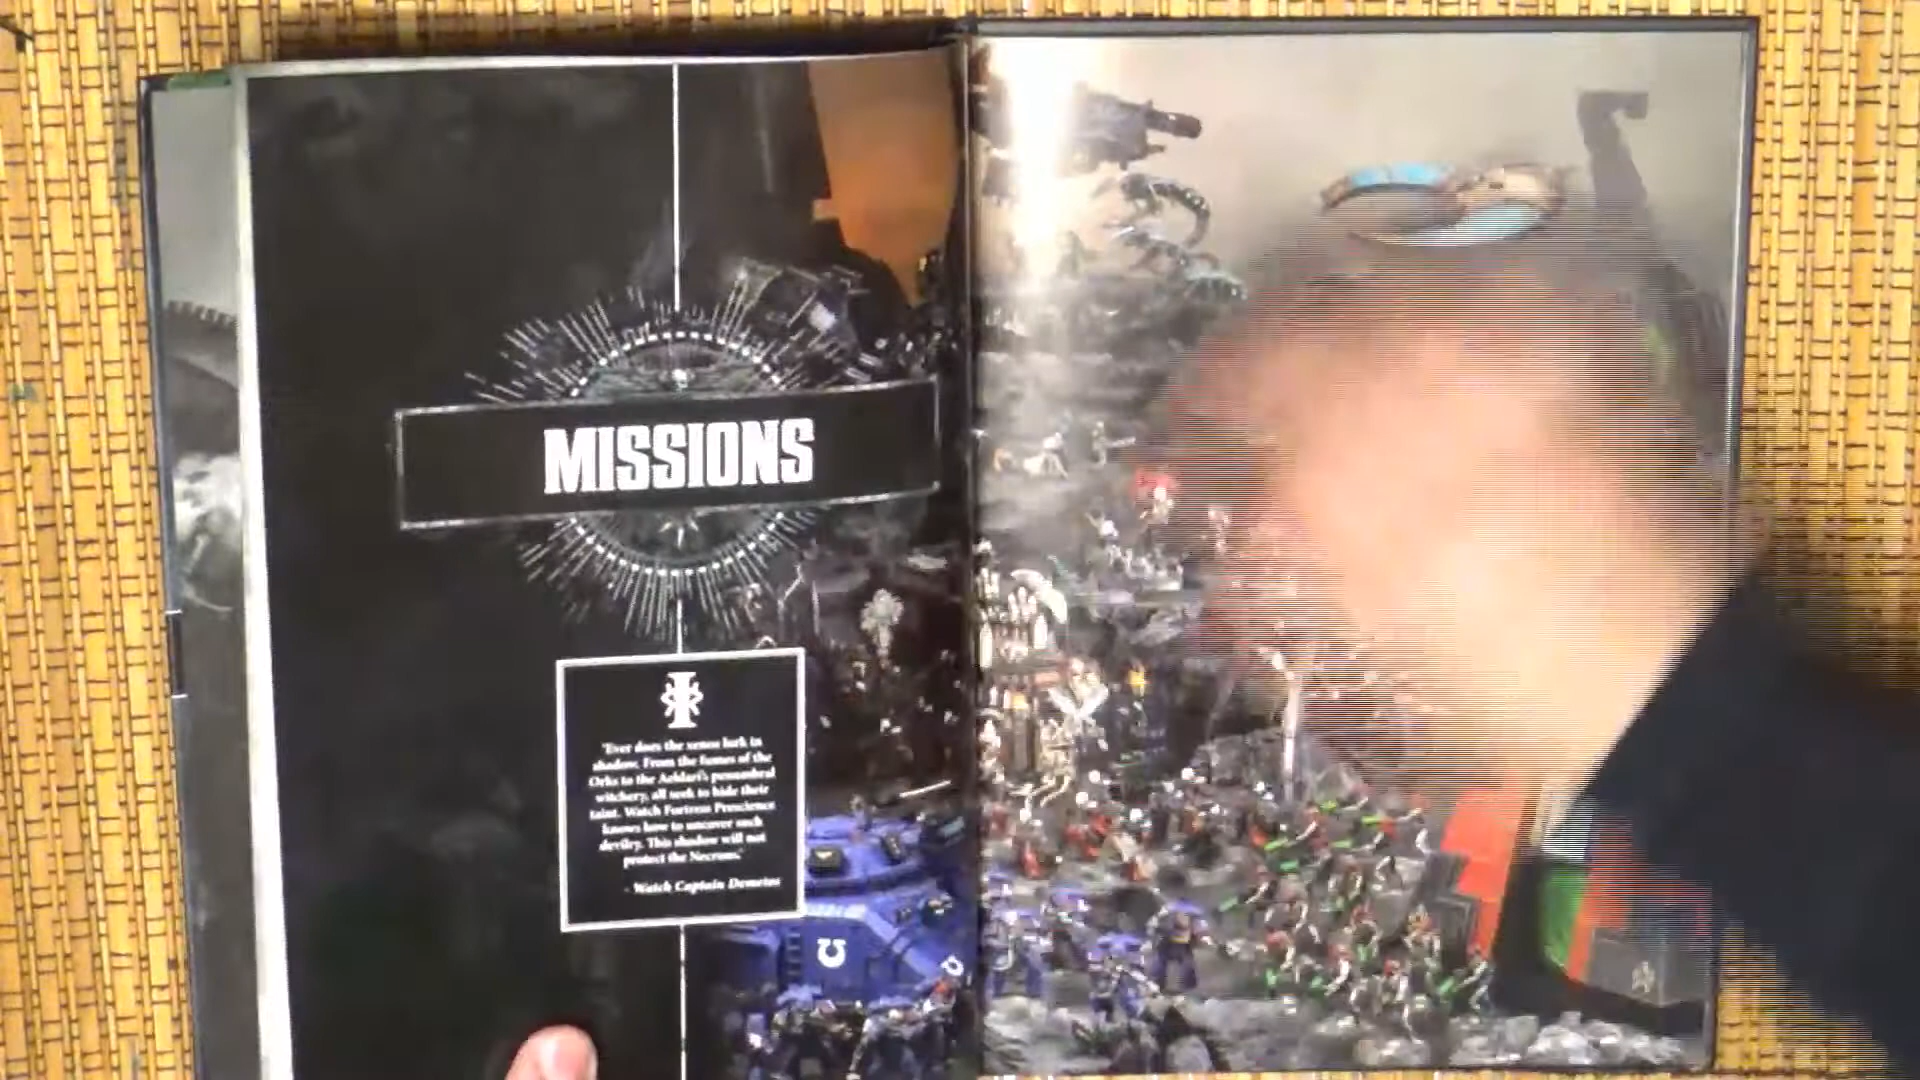 MISSIONS
'Ever does the xenos lurk in
shadow. From the fumes of the
Orks to the Aeldari's penumbral
witchery, all seek to hide their
taint. Watch Fortress Prescience
knows how to uncover such
devilry. This shadow will not
protect the Necrons.'
- Watch Captain Demetus